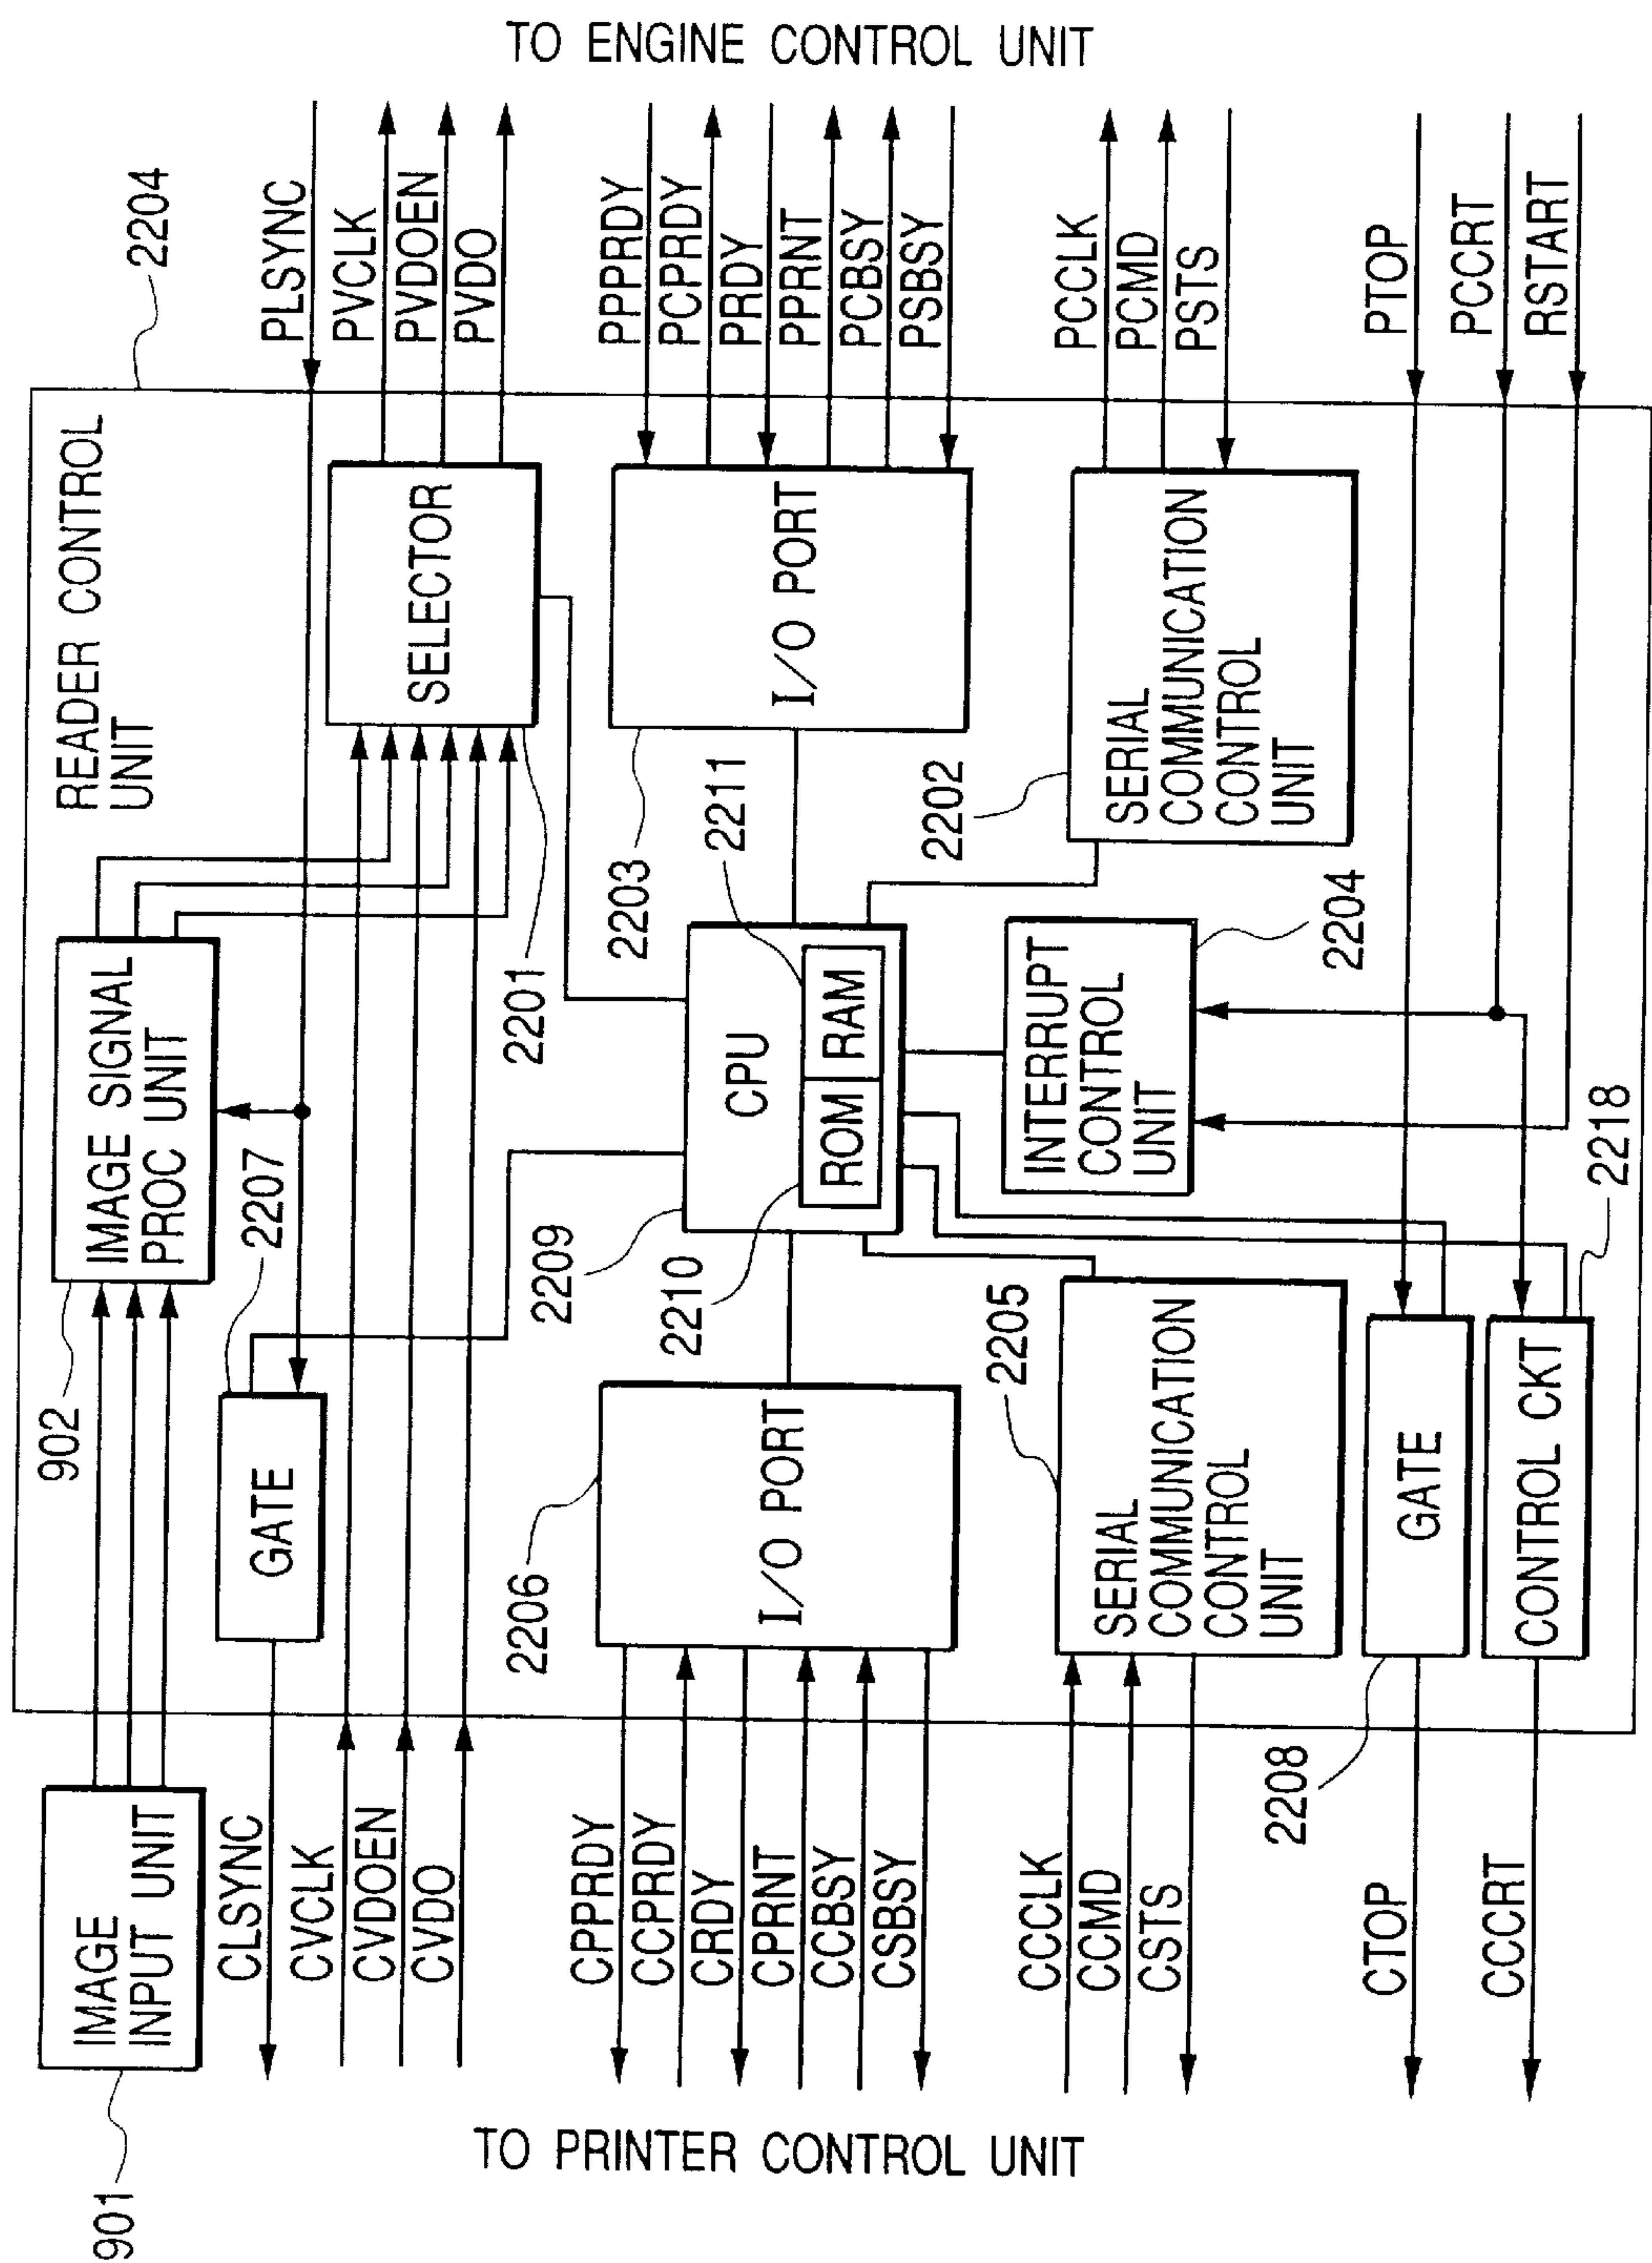 TO ENGINE CONTROL UNIT
2204
PLSYNC
PVCLK
PVDOEN
PVDO
PPPRDY
PCPRDY
PRDY
PPRNT
PCBSY
PSBSY
PCCLK
PCMD
PSTS
PTOP
PCCRT
RSTART
READER CONTROL
UNIT
SELECTOR
I/O PORT
SERIAL
COMMUNICATION
CONTROL
UNIT
2201
2203
2211
2202
2204
IMAGE SIGNAL
PROC UNIT
CPU
ROM
RAM
INTERRUPT
CONTROL
UNIT
902
2207
2209
2210
2205
2218
GATE
I/O PORT
2206
SERIAL
COMMUNICATION
CONTROL
UNIT
GATE
CONTROL CKT
2208
IMAGE
INPUT UNIT
901
CLSYNC
CVCLK
CVDOEN
CVDO
CPPRDY
CCPRDY
CRDY
CPRNT
CCBSY
CSBSY
CCCLK
CCMD
CSTS
CTOP
CCCRT
TO PRINTER CONTROL UNIT